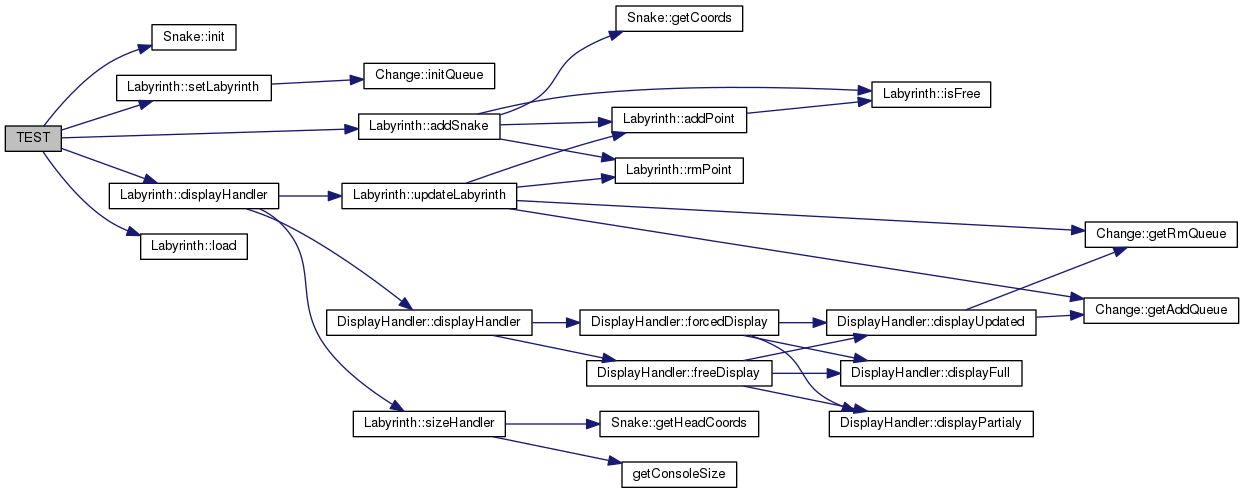 Snake::getCoords
Snake::init
Change::initQueue
Labyrinth::setLabyrinth
Labyrinth::isFree
Labyrinth::addPoint
Labyrinth::addSnake
TEST
Labyrinth::rmPoint
Labyrinth::displayHandler
Labyrinth::updateLabyrinth
Change::getRmQueue
Labyrinth::load
Change::getAddQueue
DisplayHandler::displayHandler
DisplayHandler::forcedDisplay
DisplayHandler::displayUpdated
DisplayHandler::freeDisplay
DisplayHandler::displayFull
Labyrinth::sizeHandler
Snake::getHeadCoords
DisplayHandler::displayPartialy
getConsoleSize